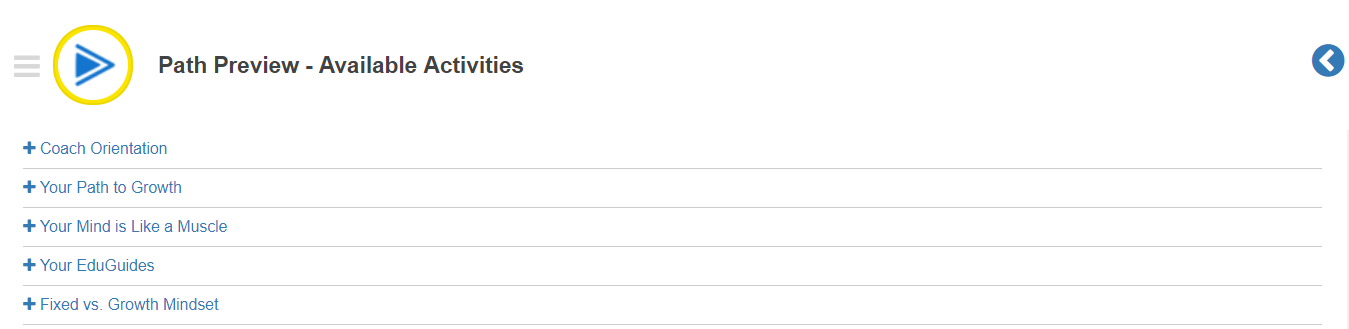 Path Preview - Available Activities
Coach Orientation
Your Path to Growth
Your Mind is Like a Muscle
Your EduGuides
Fixed vs. Growth Mindset